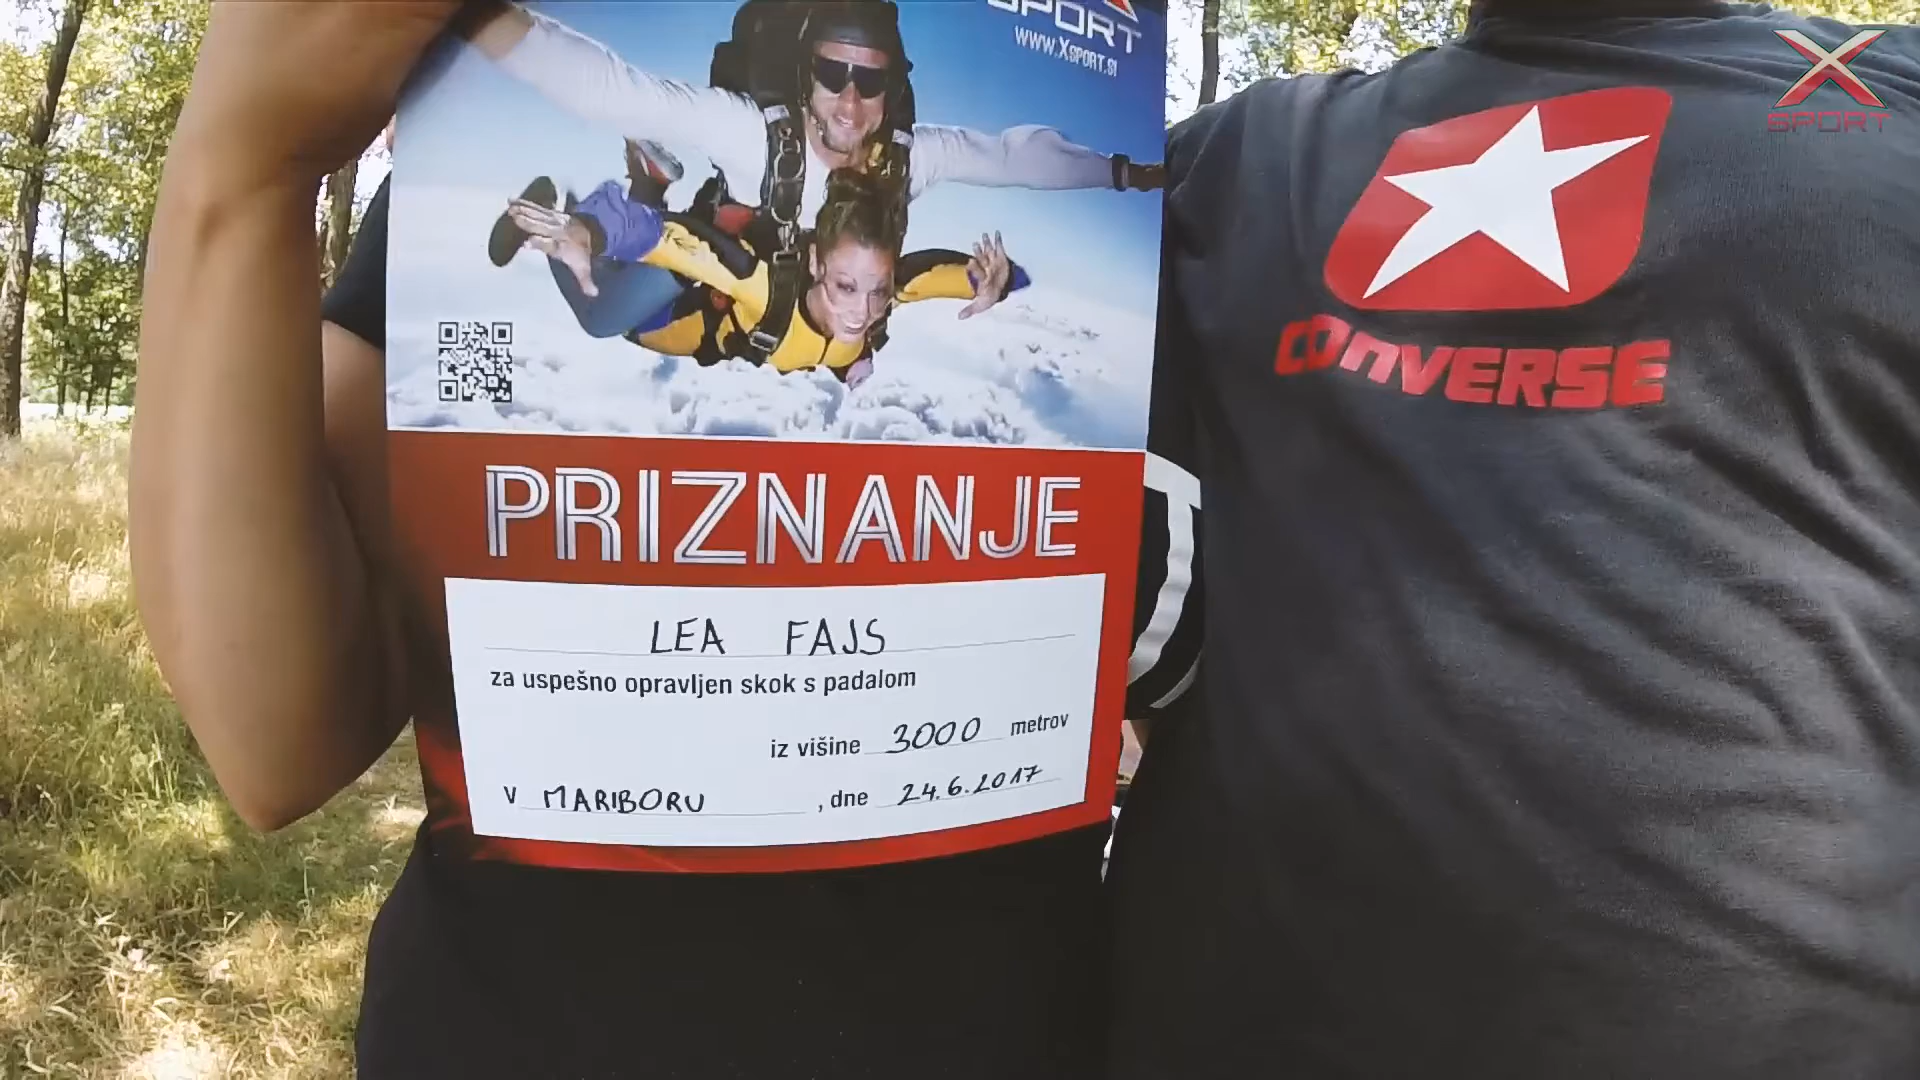 SPORT
www.Xsport.si
PRIZNANJE
LEA FAJS
za uspešno opravljen skok s padalom
iz višine 3000 metrov
V MARIBORU, dne 24.6.2017
CONVERSE
X
SPORT